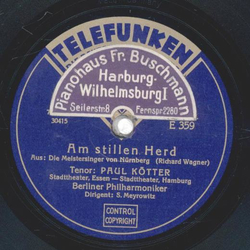 TELEFUNKEN
Pianohaus Fr. Buschmann
Harburg-
Wilhelmsburg I
Seilerstr 8 Fernspr 2280
30415
E 359
Am stillen Herd
Aus: Die Meistersinger von Nürnberg (Richard Wagner)
Tenor: PAUL KÖTTER
Stadttheater, Essen — Stadttheater, Hamburg
Berliner Philharmoniker
Dirigent: S. Meyrowitz
CONTROL
COPYRIGHT